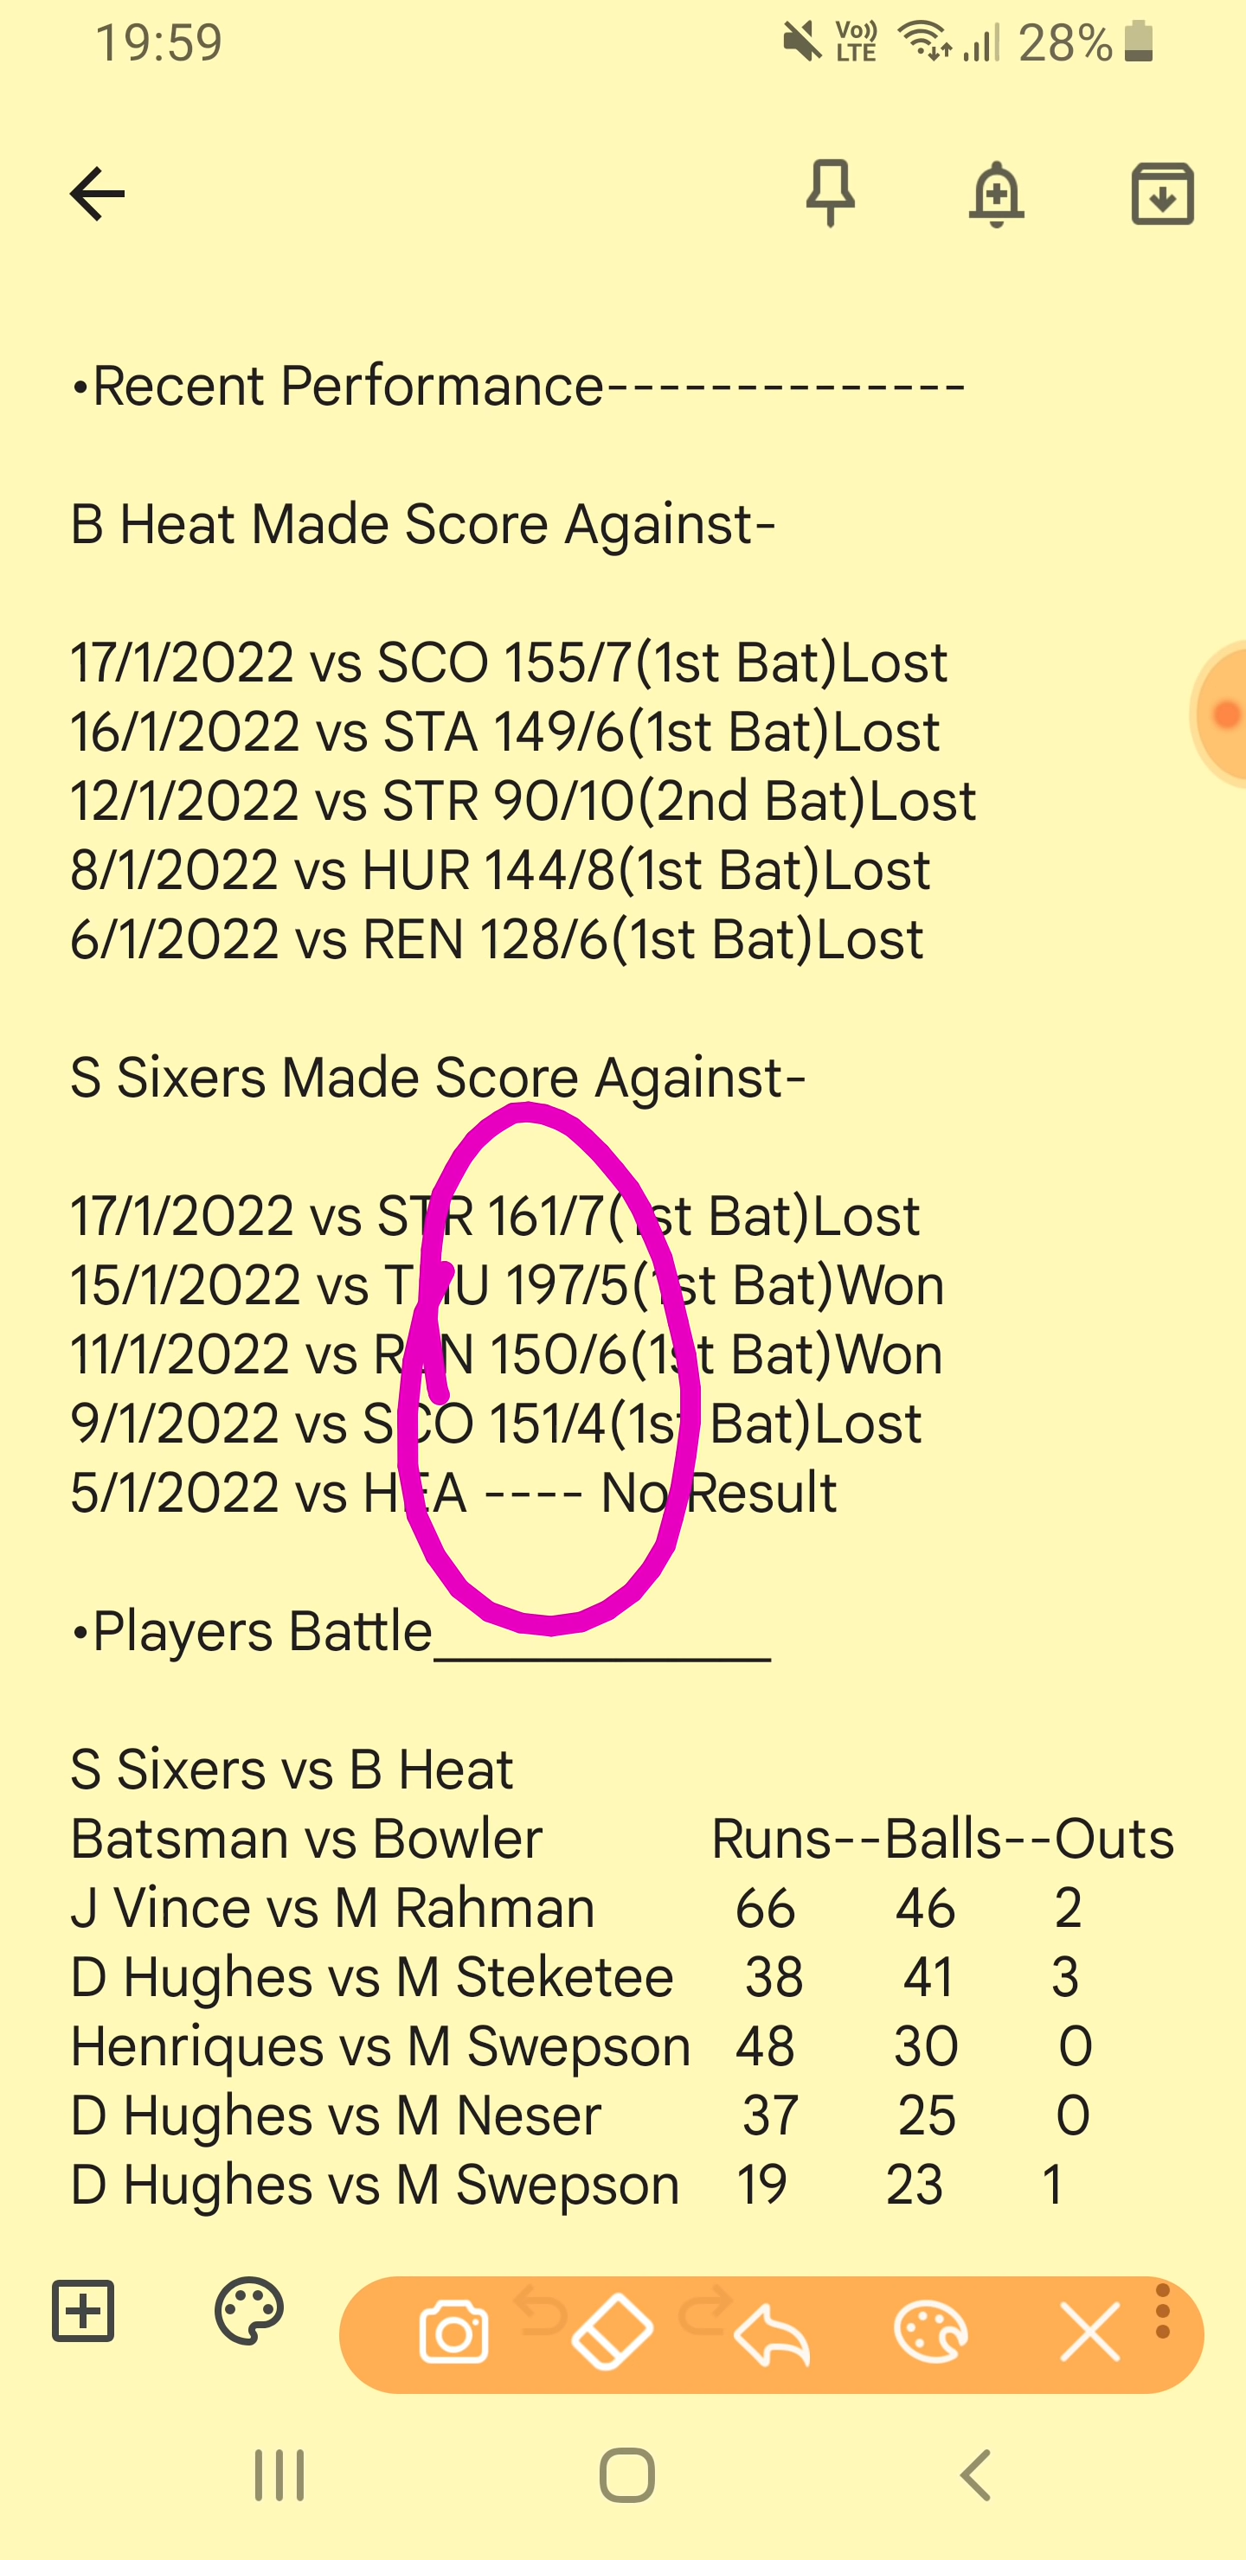 19:59 Vo)) LTE 28%
•Recent Performance--------------
B Heat Made Score Against-
17/1/2022 vs SCO 155/7(1st Bat)Lost
16/1/2022 vs STA 149/6(1st Bat)Lost
12/1/2022 vs STR 90/10(2nd Bat)Lost
8/1/2022 vs HUR 144/8(1st Bat)Lost
6/1/2022 vs REN 128/6(1st Bat)Lost
S Sixers Made Score Against-
17/1/2022 vs STR 161/7(1st Bat)Lost
15/1/2022 vs THU 197/5(1st Bat)Won
11/1/2022 vs REN 150/6(1st Bat)Won
9/1/2022 vs SCO 151/4(1st Bat)Lost
5/1/2022 vs HEA ---- No Result
•Players Battle_____________
S Sixers vs B Heat
Batsman vs Bowler Runs--Balls--Outs
J Vince vs M Rahman 66 46 2
D Hughes vs M Steketee 38 41 3
Henriques vs M Swepson 48 30 0
D Hughes vs M Neser 37 25 0
D Hughes vs M Swepson 19 23 1